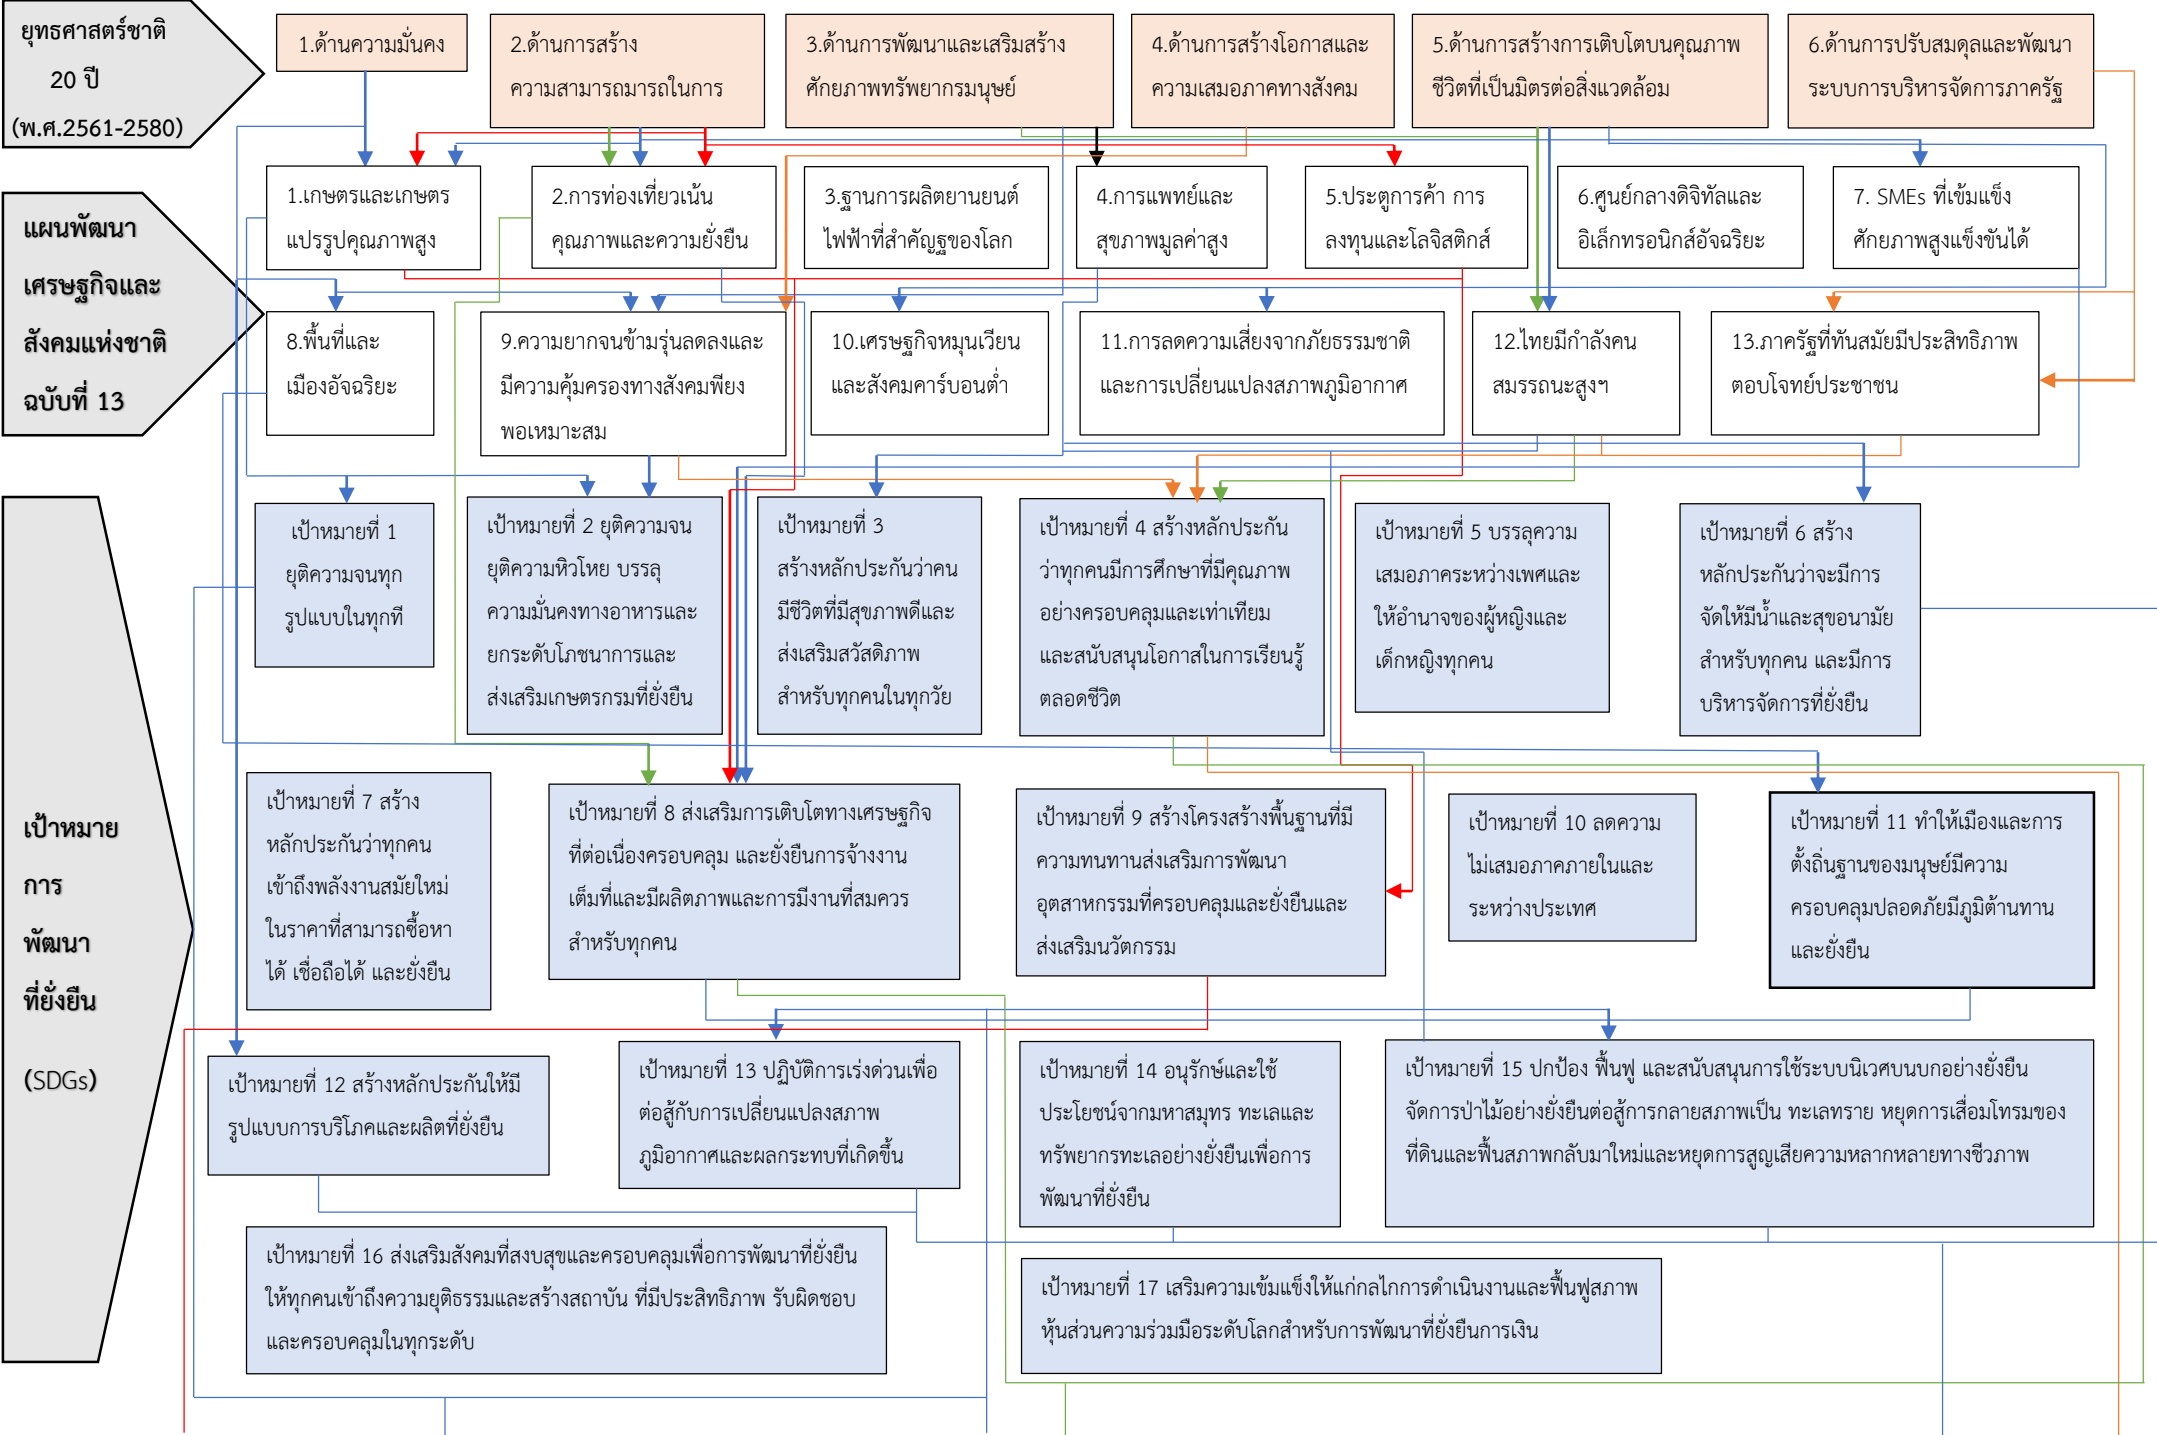 ยุทธศาสตร์ชาติ
20 ปี
(พ.ศ.2561-2580)
1.ด้านความมั่นคง
2.ด้านการสร้าง
ความสามารถมารถในการ
3.ด้านการพัฒนาและเสริมสร้าง
ศักยภาพทรัพยากรมนุษย์
4.ด้านการสร้างโอกาสและ
ความเสมอภาคทางสังคม
5.ด้านการสร้างการเติบโตบนคุณภาพ
ชีวิตที่เป็นมิตรต่อสิ่งแวดล้อม
6.ด้านการปรับสมดุลและพัฒนา
ระบบการบริหารจัดการภาครัฐ
แผนพัฒนา
เศรษฐกิจและ
สังคมแห่งชาติ
ฉบับที่ 13
1.เกษตรและเกษตร
แปรรูปคุณภาพสูง
2.การท่องเที่ยวเน้น
คุณภาพและความยั่งยืน
3.ฐานการผลิตยานยนต์
ไฟฟ้าที่สำคัญฐของโลก
4.การแพทย์และ
สุขภาพมูลค่าสูง
5.ประตูการค้า การ
ลงทุนและโลจิสติกส์
6.ศูนย์กลางดิจิทัลและ
อิเล็กทรอนิกส์อัจฉริยะ
7. SMEs ที่เข้มแข็ง
ศักยภาพสูงแข็งขันได้
8.พื้นที่และ
เมืองอัจฉริยะ
9.ความยากจนข้ามรุ่นลดลงและ
มีความคุ้มครองทางสังคมพียง
พอเหมาะสม
10.เศรษฐกิจหมุนเวียน
และสังคมคาร์บอนต่ำ
11.การลดความเสี่ยงจากภัยธรรมชาติ
และการเปลี่ยนแปลงสภาพภูมิอากาศ
12.ไทยมีกำลังคน
สมรรถนะสูงฯ
13.ภาครัฐที่ทันสมัยมีประสิทธิภาพ
ตอบโจทย์ประชาชน
เป้าหมาย
การ
พัฒนา
ที่ยั่งยืน
(SDGs)
เป้าหมายที่ 1
ยุติความจนทุก
รูปแบบในทุกที
เป้าหมายที่ 2 ยุติความจน
ยุติความหิวโหย บรรลุ
ความมั่นคงทางอาหารและ
ยกระดับโภชนาการและ
ส่งเสริมเกษตรกรมที่ยั่งยืน
เป้าหมายที่ 3
สร้างหลักประกันว่าคน
มีชีวิตที่มีสุขภาพดีและ
ส่งเสริมสวัสดิภาพ
สำหรับทุกคนในทุกวัย
เป้าหมายที่ 4 สร้างหลักประกัน
ว่าทุกคนมีการศึกษาที่มีคุณภาพ
อย่างครอบคลุมและเท่าเทียม
และสนับสนุนโอกาสในการเรียนรู้
ตลอดชีวิต
เป้าหมายที่ 5 บรรลุความ
เสมอภาคระหว่างเพศและ
ให้อำนาจของผู้หญิงและ
เด็กหญิงทุกคน
เป้าหมายที่ 6 สร้าง
หลักประกันว่าจะมีการ
จัดให้มีน้ำและสุขอนามัย
สำหรับทุกคน และมีการ
บริหารจัดการที่ยั่งยืน
เป้าหมายที่ 7 สร้าง
หลักประกันว่าทุกคน
เข้าถึงพลังงานสมัยใหม่
ในราคาที่สามารถซื้อหา
ได้ เชื่อถือได้ และยั่งยืน
เป้าหมายที่ 8 ส่งเสริมการเติบโตทางเศรษฐกิจ
ที่ต่อเนื่องครอบคลุม และยั่งยืนการจ้างงาน
เต็มที่และมีผลิตภาพและการมีงานที่สมควร
สำหรับทุกคน
เป้าหมายที่ 9 สร้างโครงสร้างพื้นฐานที่มี
ความทนทานส่งเสริมการพัฒนา
อุตสาหกรรมที่ครอบคลุมและยั่งยืนและ
ส่งเสริมนวัตกรรม
เป้าหมายที่ 10 ลดความ
ไม่เสมอภาคภายในและ
ระหว่างประเทศ
เป้าหมายที่ 11 ทำให้เมืองและการ
ตั้งถิ่นฐานของมนุษย์มีความ
ครอบคลุมปลอดภัยมีภูมิต้านทาน
และยั่งยืน
เป้าหมายที่ 12 สร้างหลักประกันให้มี
รูปแบบการบริโภคและผลิตที่ยั่งยืน
เป้าหมายที่ 13 ปฏิบัติการเร่งด่วนเพื่อ
ต่อสู้กับการเปลี่ยนแปลงสภาพ
ภูมิอากาศและผลกระทบที่เกิดขึ้น
เป้าหมายที่ 14 อนุรักษ์และใช้
ประโยชน์จากมหาสมุทร ทะเลและ
ทรัพยากรทะเลอย่างยั่งยืนเพื่อการ
พัฒนาที่ยั่งยืน
เป้าหมายที่ 15 ปกป้อง ฟื้นฟู และสนับสนุนการใช้ระบบนิเวศบนบกอย่างยั่งยืน
จัดการป่าไม้อย่างยั่งยืนต่อสู้การกลายสภาพเป็น ทะเลทราย หยุดการเสื่อมโทรมของ
ที่ดินและฟื้นสภาพกลับมาใหม่และหยุดการสูญเสียความหลากหลายทางชีวภาพ
เป้าหมายที่ 16 ส่งเสริมสังคมที่สงบสุขและครอบคลุมเพื่อการพัฒนาที่ยั่งยืน
ให้ทุกคนเข้าถึงความยุติธรรมและสร้างสถาบัน ที่มีประสิทธิภาพ รับผิดชอบ
และครอบคลุมในทุกระดับ
เป้าหมายที่ 17 เสริมความเข้มแข็งให้แก่กลไกการดำเนินงานและฟื้นฟูสภาพ
หุ้นส่วนความร่วมมือระดับโลกสำหรับการพัฒนาที่ยั่งยืนการเงิน